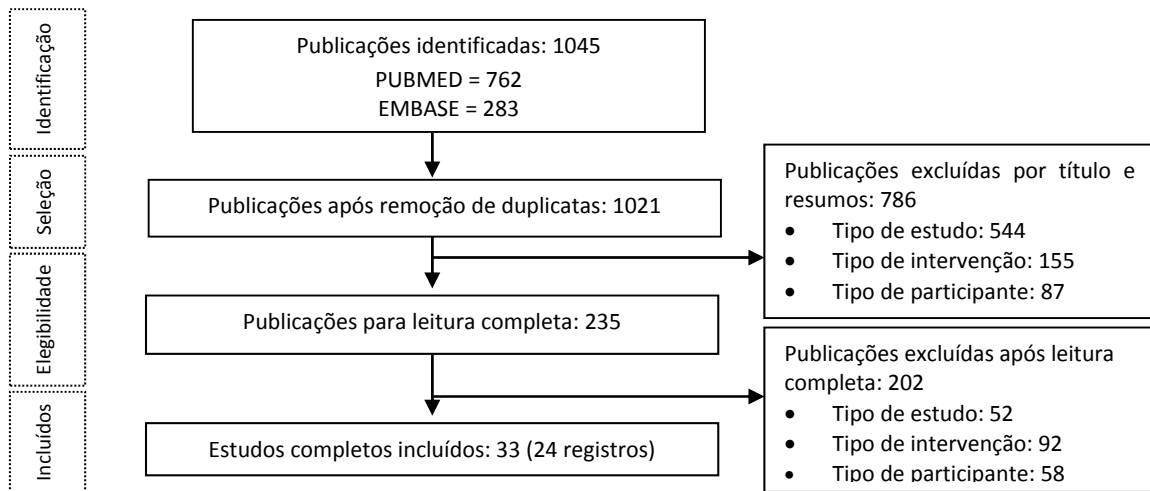 Identificação
Publicações identificadas: 1045
PUBMED = 762
EMBASE = 283
Seleção
Publicações após remoção de duplicatas: 1021
Publicações excluídas por título e
resumos: 786
• Tipo de estudo: 544
• Tipo de intervenção: 155
• Tipo de participante: 87
Elegibilidade
Publicações para leitura completa: 235
Publicações excluídas após leitura
completa: 202
• Tipo de estudo: 52
• Tipo de intervenção: 92
• Tipo de participante: 58
Incluídos
Estudos completos incluídos: 33 (24 registros)